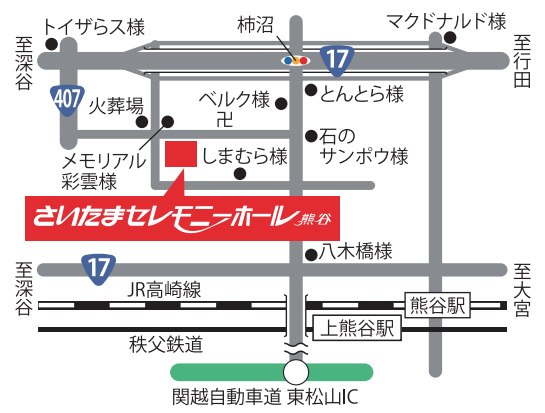 トイザらス様
柿沼
マクドナルド様
至深谷
17
至行田
407
火葬場
ベルク様
卍
とんとら様
メモリアル
彩雲様
しまむら様
石の
サンポウ様
さいたまセレモニーホール熊谷
八木橋様
至深谷
17
至大宮
JR高崎線
熊谷駅
上熊谷駅
秩父鉄道
関越自動車道 東松山IC